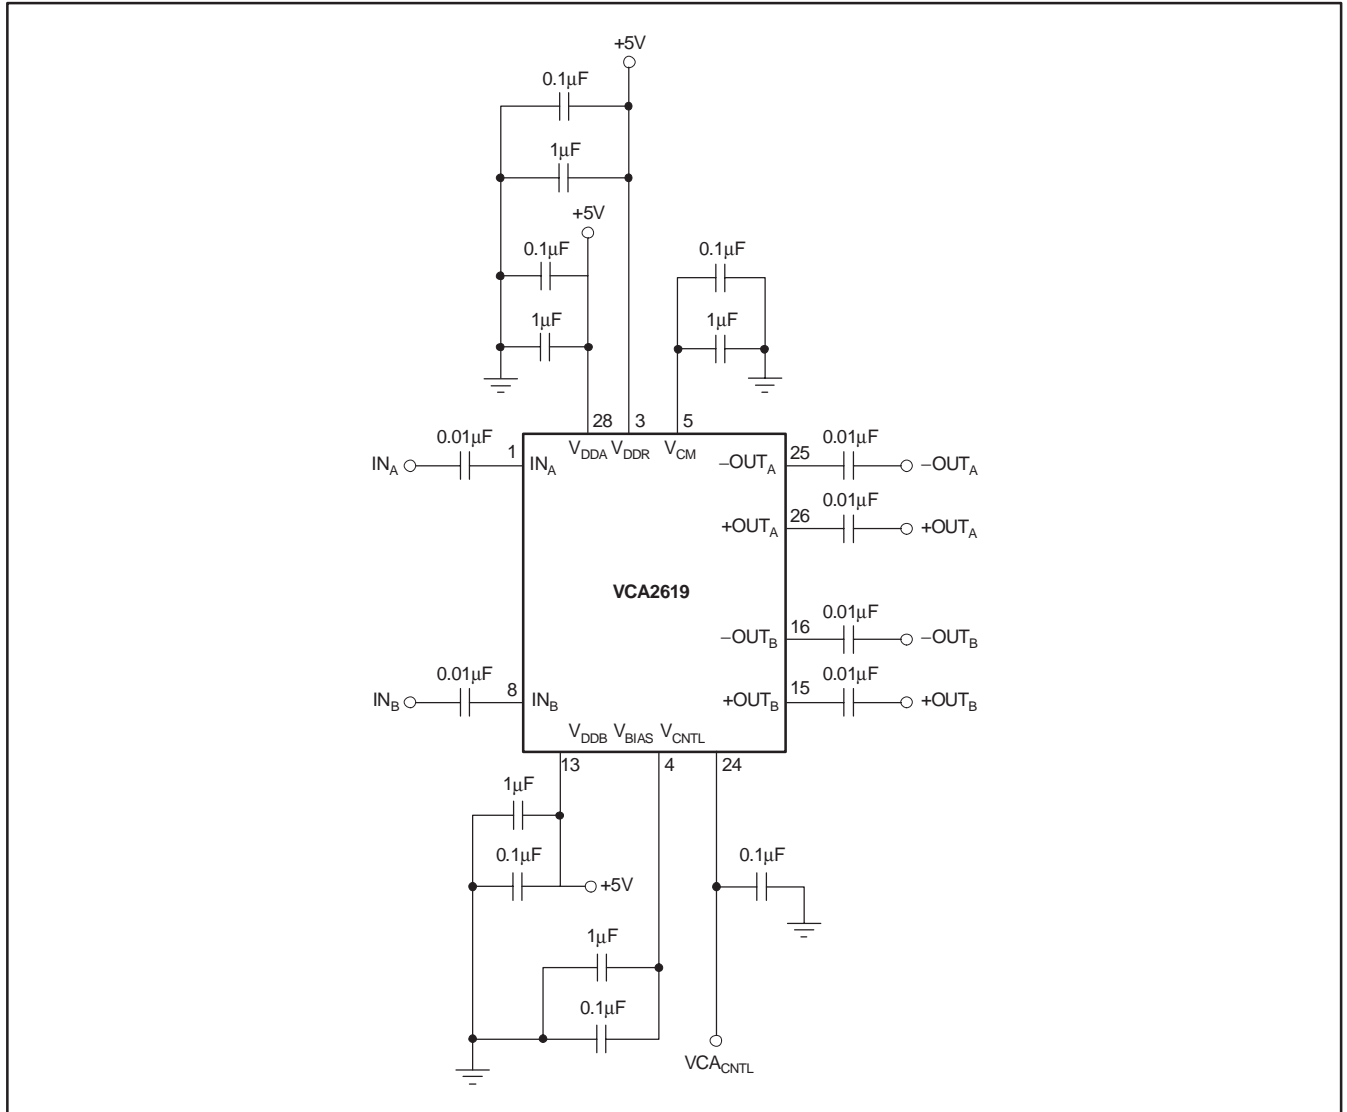 +5V
0.1μF
1μF
+5V
0.1μF
0.1μF
1μF
1μF
28 3 5
0.01μF
0.01μF
IN_A 1 IN_A V_DDA V_DDR V_CM –OUT_A 25 –OUT_A
0.01μF
+OUT_A 26 +OUT_A
VCA2619
0.01μF
–OUT_B 16 –OUT_B
0.01μF
0.01μF
IN_B 8 IN_B +OUT_B 15 +OUT_B
V_DDB V_BIAS V_CNTL
13 4 24
1μF
0.1μF
0.1μF
+5V
1μF
0.1μF
VCA_CNTL